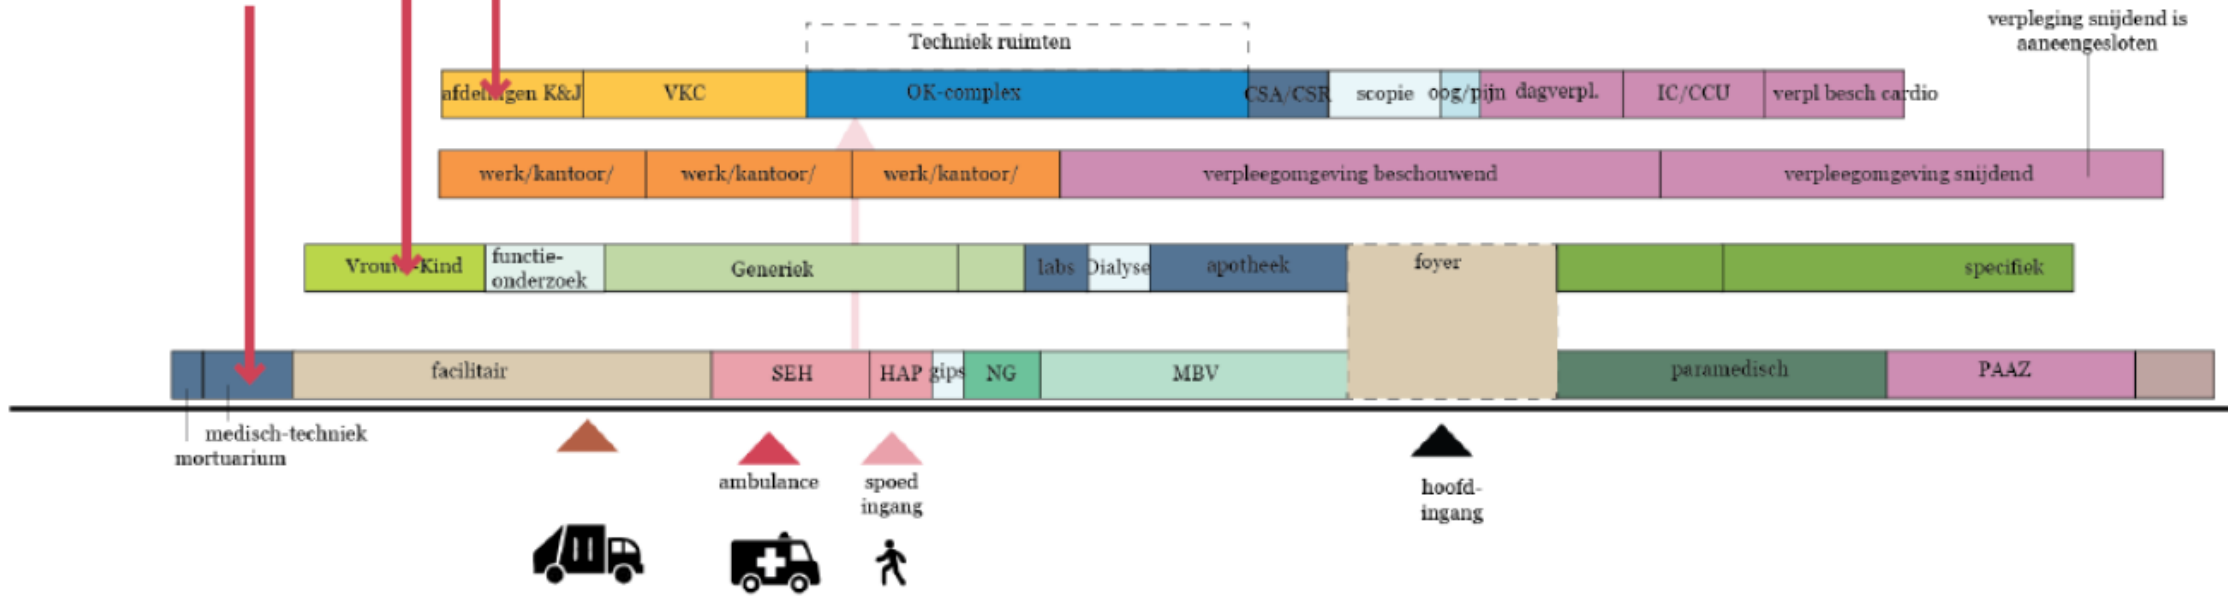 verpleging snijdend is
aaneengesloten
Techniek ruimten
afdelingen K&J VKC OK-complex CSA/CSR scopie oog/pijn dagverpl. IC/CCU verpl besch cardio
werk/kantoor/ werk/kantoor/ werk/kantoor/ verpleegomgeving beschouwend verpleegomgeving snijdend
Vrouw-Kind
functie-
onderzoek
Generiek labs Dialyse apotheek foyer specifiek
facilitair SEH HAP gips NG MBV paramedisch PAAZ
medisch-techniek
mortuarium
ambulance
spoed
ingang
hoofd-
ingang